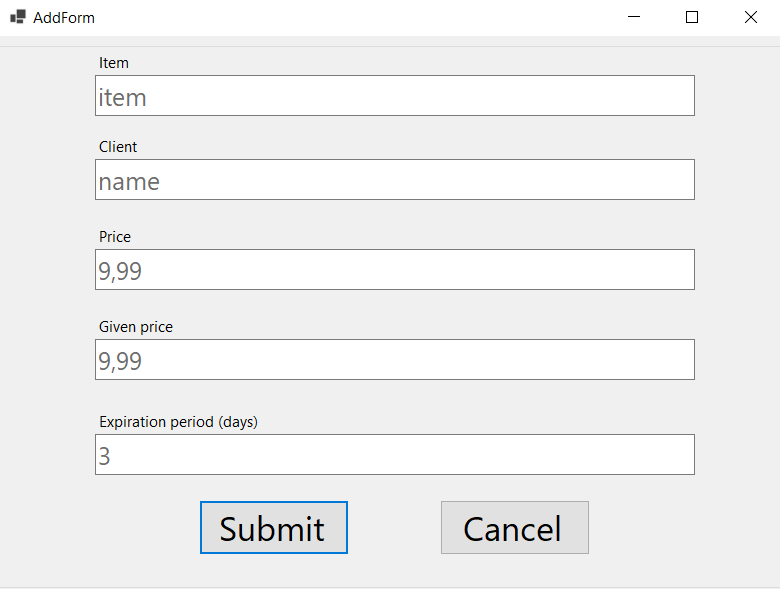 AddForm
Item
item
Client
name
Price
9,99
Given price
9,99
Expiration period (days)
3
Submit Cancel